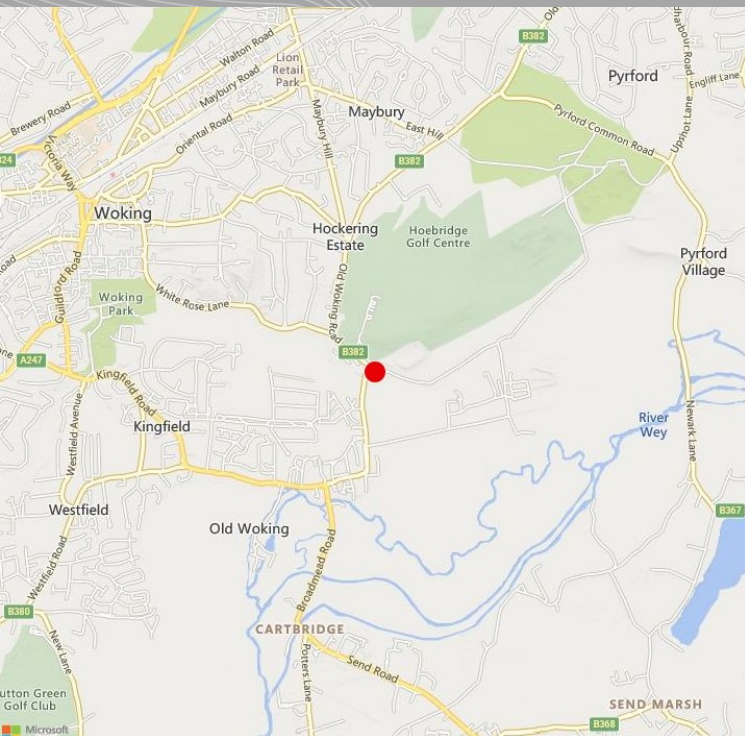 B382
Old
Walton Road
Lion
Retail
Park
Maybury Road
Pyrford
Engliff Lane
Upshot Lane
Brewery Road
Maybury Hill
Maybury
Pyrford Common Road
Oriental Road
East Hill
B382
Victoria Way
Woking
Hockering
Estate
Hoebridge
Golf Centre
Pyrford
Village
Guildford Road
Old Woking Road
Woking
Park
White Rose Lane
A247
B382
Kingfield Road
Westfield Avenue
Kingfield
River
Wey
Newark Lane
Westfield
Old Woking
B367
Broadmead Road
Westfield Road
B380
CARTBRIDGE
New Lane
Potters Lane
Send Road
Golf Club
SEND MARSH
B368
Microsoft